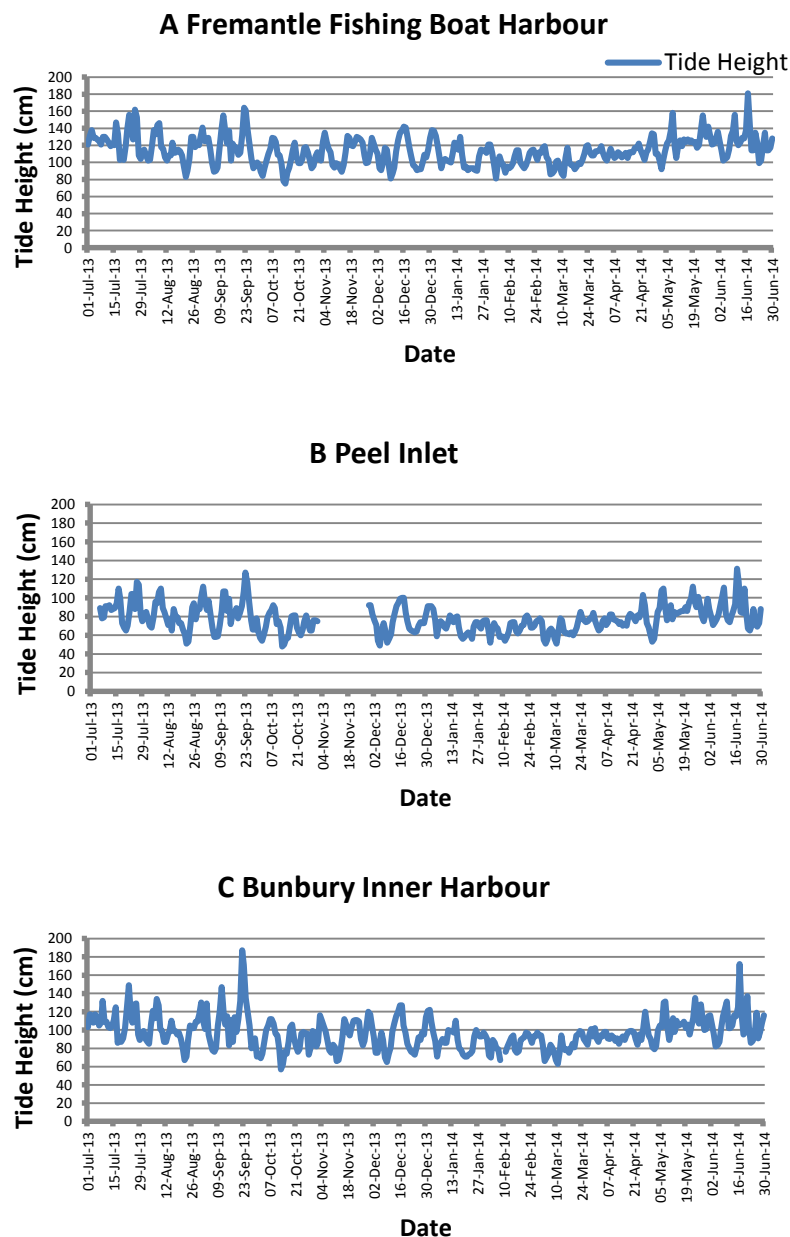 A Fremantle Fishing Boat Harbour
Tide Height
Tide Height (cm)
200
180
160
140
120
100
80
60
40
20
0
01-Jul-13
15-Jul-13
29-Jul-13
12-Aug-13
26-Aug-13
09-Sep-13
23-Sep-13
07-Oct-13
21-Oct-13
04-Nov-13
18-Nov-13
02-Dec-13
16-Dec-13
30-Dec-13
13-Jan-14
27-Jan-14
10-Feb-14
24-Feb-14
10-Mar-14
24-Mar-14
07-Apr-14
21-Apr-14
05-May-14
19-May-14
02-Jun-14
16-Jun-14
30-Jun-14
Date
B Peel Inlet
Tide Height (cm)
200
180
160
140
120
100
80
60
40
20
0
01-Jul-13
15-Jul-13
29-Jul-13
12-Aug-13
26-Aug-13
09-Sep-13
23-Sep-13
07-Oct-13
21-Oct-13
04-Nov-13
18-Nov-13
02-Dec-13
16-Dec-13
30-Dec-13
13-Jan-14
27-Jan-14
10-Feb-14
24-Feb-14
10-Mar-14
24-Mar-14
07-Apr-14
21-Apr-14
05-May-14
19-May-14
02-Jun-14
16-Jun-14
30-Jun-14
Date
C Bunbury Inner Harbour
Tide Height (cm)
200
180
160
140
120
100
80
60
40
20
0
01-Jul-13
15-Jul-13
29-Jul-13
12-Aug-13
26-Aug-13
09-Sep-13
23-Sep-13
07-Oct-13
21-Oct-13
04-Nov-13
18-Nov-13
02-Dec-13
16-Dec-13
30-Dec-13
13-Jan-14
27-Jan-14
10-Feb-14
24-Feb-14
10-Mar-14
24-Mar-14
07-Apr-14
21-Apr-14
05-May-14
19-May-14
02-Jun-14
16-Jun-14
30-Jun-14
Date